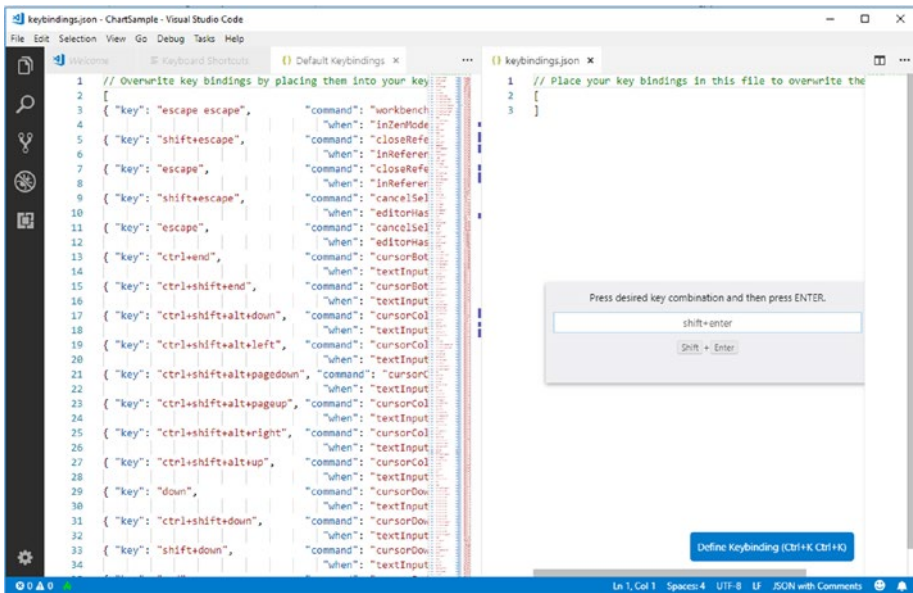 keybindings.json - ChartSample - Visual Studio Code
File Edit Selection View Go Debug Tasks Help
Welcome Keyboard Shortcuts {} Default Keybindings × ••• {} keybindings.json × •••
1 // Overwrite key bindings by placing them into your key
2 [
3 { "key": "escape escape", "command": "workbench
4 "when": "inZenMode
5 { "key": "shift+escape", "command": "closeRefe
6 "when": "inReferen
7 { "key": "escape", "command": "closeRefe
8 "when": "inReferen
9 { "key": "shift+escape", "command": "cancelSel
10 "when": "editorHas
11 { "key": "escape", "command": "cancelSel
12 "when": "editorHas
13 { "key": "ctrl+end", "command": "cursorBot
14 "when": "textInput
15 { "key": "ctrl+shift+end", "command": "cursorBot
16 "when": "textInput
17 { "key": "ctrl+shift+alt+down", "command": "cursorCol
18 "when": "textInput
19 { "key": "ctrl+shift+alt+left", "command": "cursorCol
20 "when": "textInput
21 { "key": "ctrl+shift+alt+pagedown", "command": "cursorC
22 "when": "textInput
23 { "key": "ctrl+shift+alt+pageup", "command": "cursorCol
24 "when": "textInput
25 { "key": "ctrl+shift+alt+right", "command": "cursorCol
26 "when": "textInput
27 { "key": "ctrl+shift+alt+up", "command": "cursorCol
28 "when": "textInput
29 { "key": "down", "command": "cursorDow
30 "when": "textInput
31 { "key": "ctrl+shift+down", "command": "cursorDow
32 "when": "textInput
33 { "key": "shift+down", "command": "cursorDow
34 "when": "textInput
1 // Place your key bindings in this file to overwrite the
2 [
3 ]
Press desired key combination and then press ENTER.
shift+enter
Shift + Enter
Define Keybinding (Ctrl+K Ctrl+K)
0 0 Ln 1, Col 1 Spaces: 4 UTF-8 LF JSON with Comments